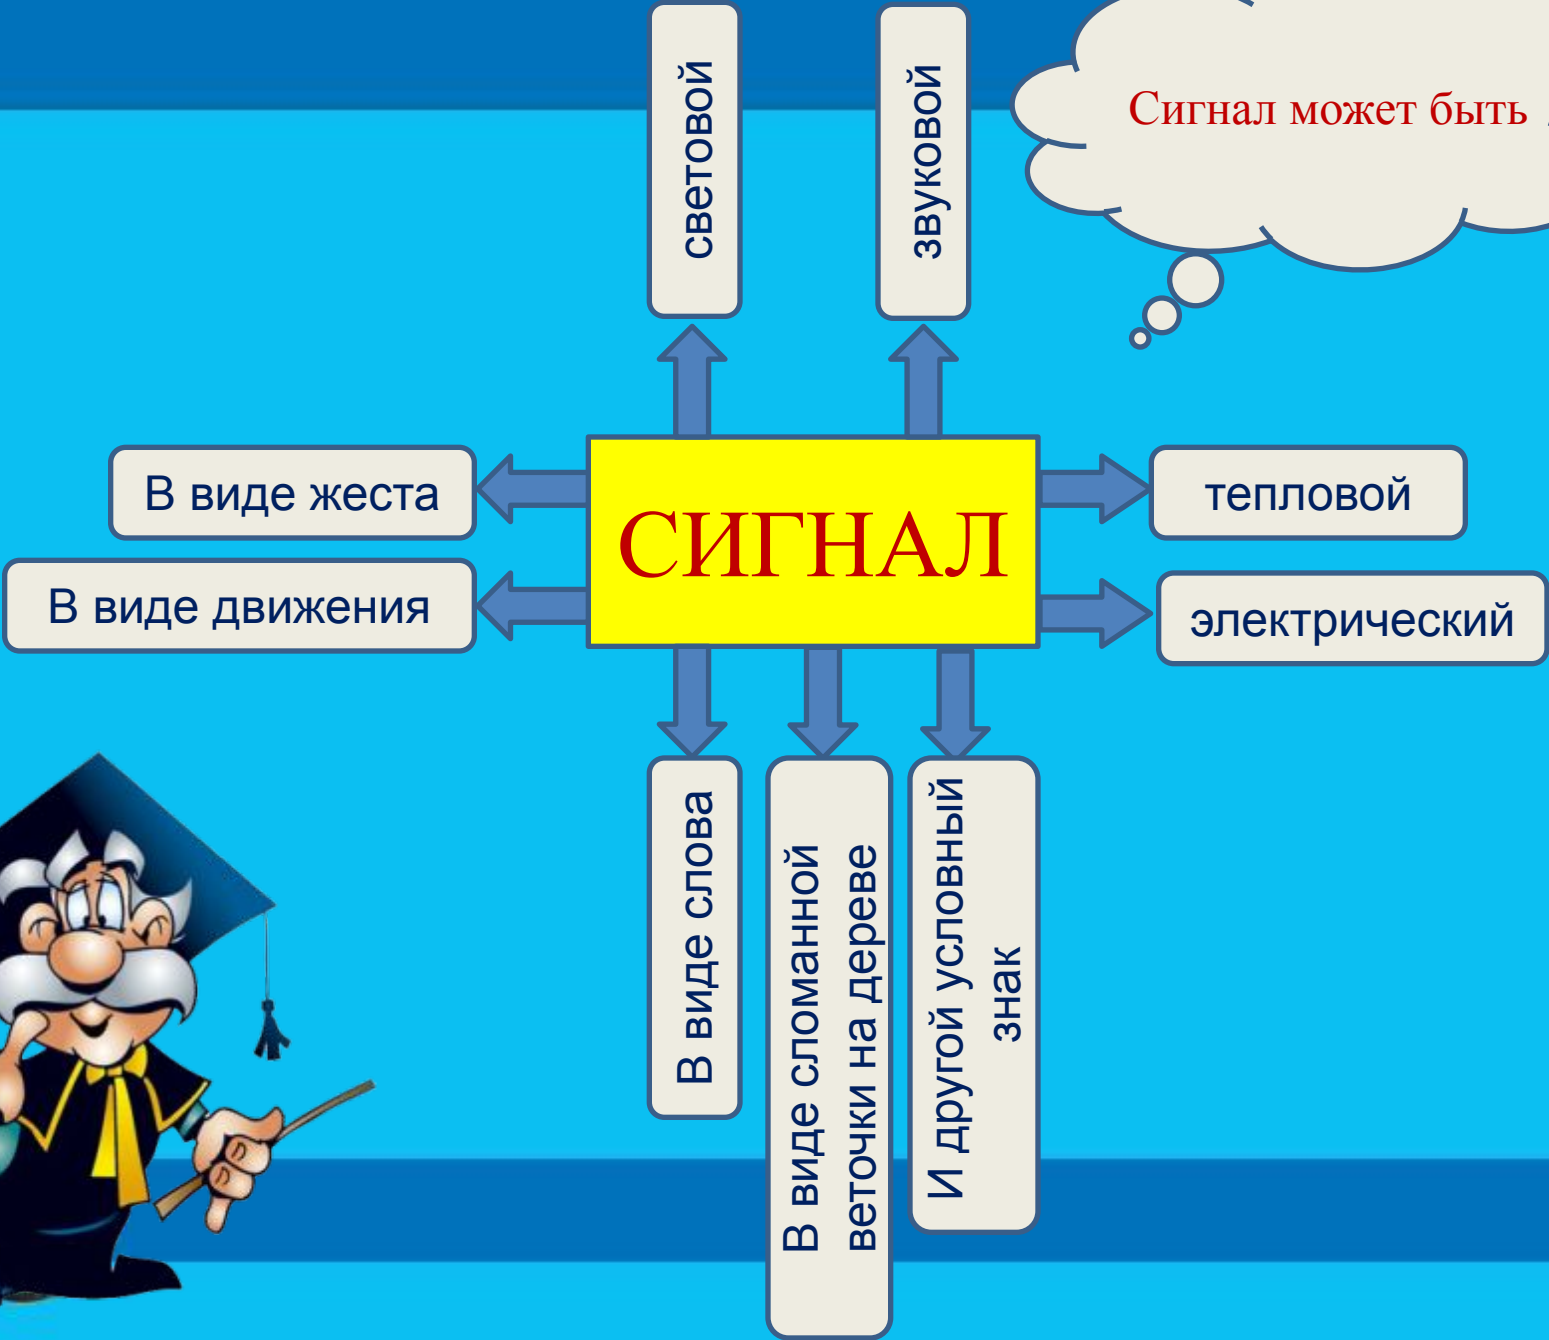 Сигнал может быть
световой
звуковой
В виде жеста
СИГНАЛ
тепловой
В виде движения
электрический
В виде слова
В виде сломанной
веточки на дереве
И другой условный
знак